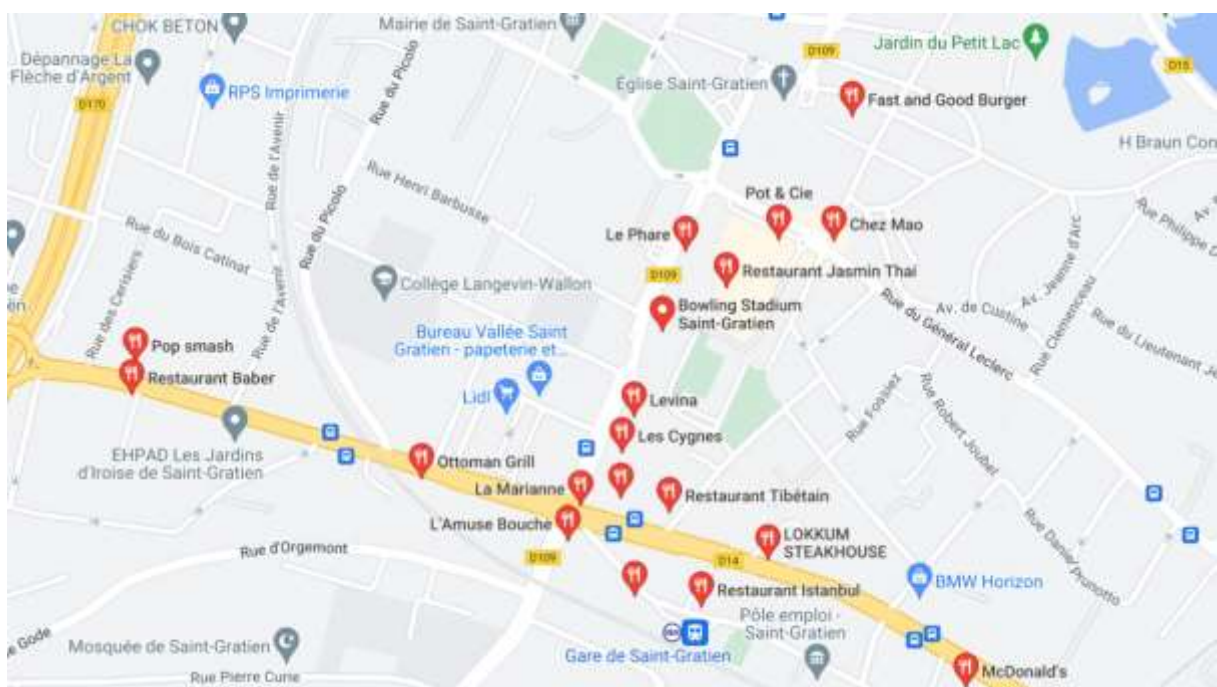 CHOK BETON
Mairie de Saint-Gratien
D109
Jardin du Petit Lac
Dépannage La
Flèche d'Argent
D15
Église Saint-Gratien
RPS Imprimerie
D170
Fast and Good Burger
Rue du Picolo
Rue de l'Avenir
H Braun Con
Rue Henri Barbusse
Pot & Cie
Rue du Picolo
Le Phare
Chez Mao
Rue Philippe D
Av.
Rue du Bois Catinat
Av. Jeanne d'Arc
D109
Restaurant Jasmin Thaï
Collège Langevin-Wallon
Rue de l'Avenir
Rue des Cerisiers
Bowling Stadium
Saint-Gratien
Av. de Custine
Rue du Général Leclerc
Rue Clemenceau
Rue du Lieutenant Je
Bureau Vallée Saint
Gratien - papeterie et...
Pop smash
Restaurant Baber
Lidl
Levina
Rue Fossiez
Rue Robert Joubel
Les Cygnes
EHPAD Les Jardins
d'Iroise de Saint-Gratien
Ottoman Grill
La Marianne
Restaurant Tibétain
L'Amuse Bouche
LOKKUM
STEAKHOUSE
Rue Daniel Prunotto
Rue d'Orgemont
D109
D14
BMW Horizon
Restaurant Istanbul
Pôle emploi -
Saint-Gratien
de Gode
Mosquée de Saint-Gratien
Gare de Saint-Gratien
Rue Pierre Curie
McDonald's